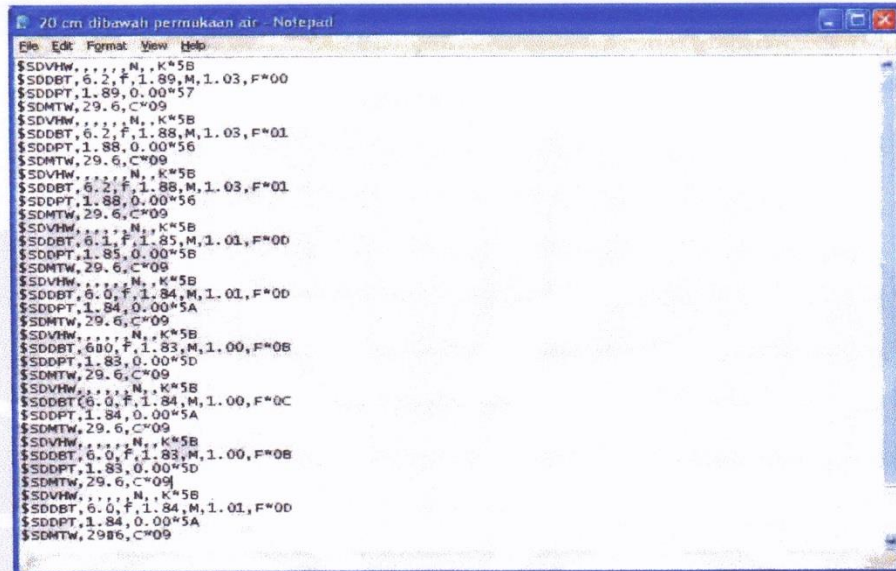 20 cm dibawah permukaan air - Notepad
File Edit Format View Help
$SDVHW,,,,,,N,,K*5B
$SDDBT,6.2,f,1.89,M,1.03,F*00
$SDDPT,1.89,0.00*57
$SDMTW,29.6,C*09
$SDVHW,,,,,,N,,K*5B
$SDDBT,6.2,f,1.88,M,1.03,F*01
$SDDPT,1.88,0.00*56
$SDMTW,29.6,C*09
$SDVHW,,,,,,N,,K*5B
$SDDBT,6.2,f,1.88,M,1.03,F*01
$SDDPT,1.88,0.00*56
$SDMTW,29.6,C*09
$SDVHW,,,,,,N,,K*5B
$SDDBT,6.1,f,1.85,M,1.01,F*0D
$SDDPT,1.85,0.00*5B
$SDMTW,29.6,C*09
$SDVHW,,,,,,N,,K*5B
$SDDBT,6.0,f,1.84,M,1.01,F*0D
$SDDPT,1.84,0.00*5A
$SDMTW,29.6,C*09
$SDVHW,,,,,,N,,K*5B
$SDDBT,6.0,f,1.83,M,1.00,F*0B
$SDDPT,1.83,0.00*5D
$SDMTW,29.6,C*09
$SDVHW,,,,,,N,,K*5B
$SDDBT,6.0,f,1.84,M,1.00,F*0C
$SDDPT,1.84,0.00*5A
$SDMTW,29.6,C*09
$SDVHW,,,,,,N,,K*5B
$SDDBT,6.0,f,1.83,M,1.00,F*0B
$SDDPT,1.83,0.00*5D
$SDMTW,29.6,C*09
$SDVHW,,,,,,N,,K*5B
$SDDBT,6.0,f,1.84,M,1.01,F*0D
$SDDPT,1.84,0.00*5A
$SDMTW,29.6,C*09